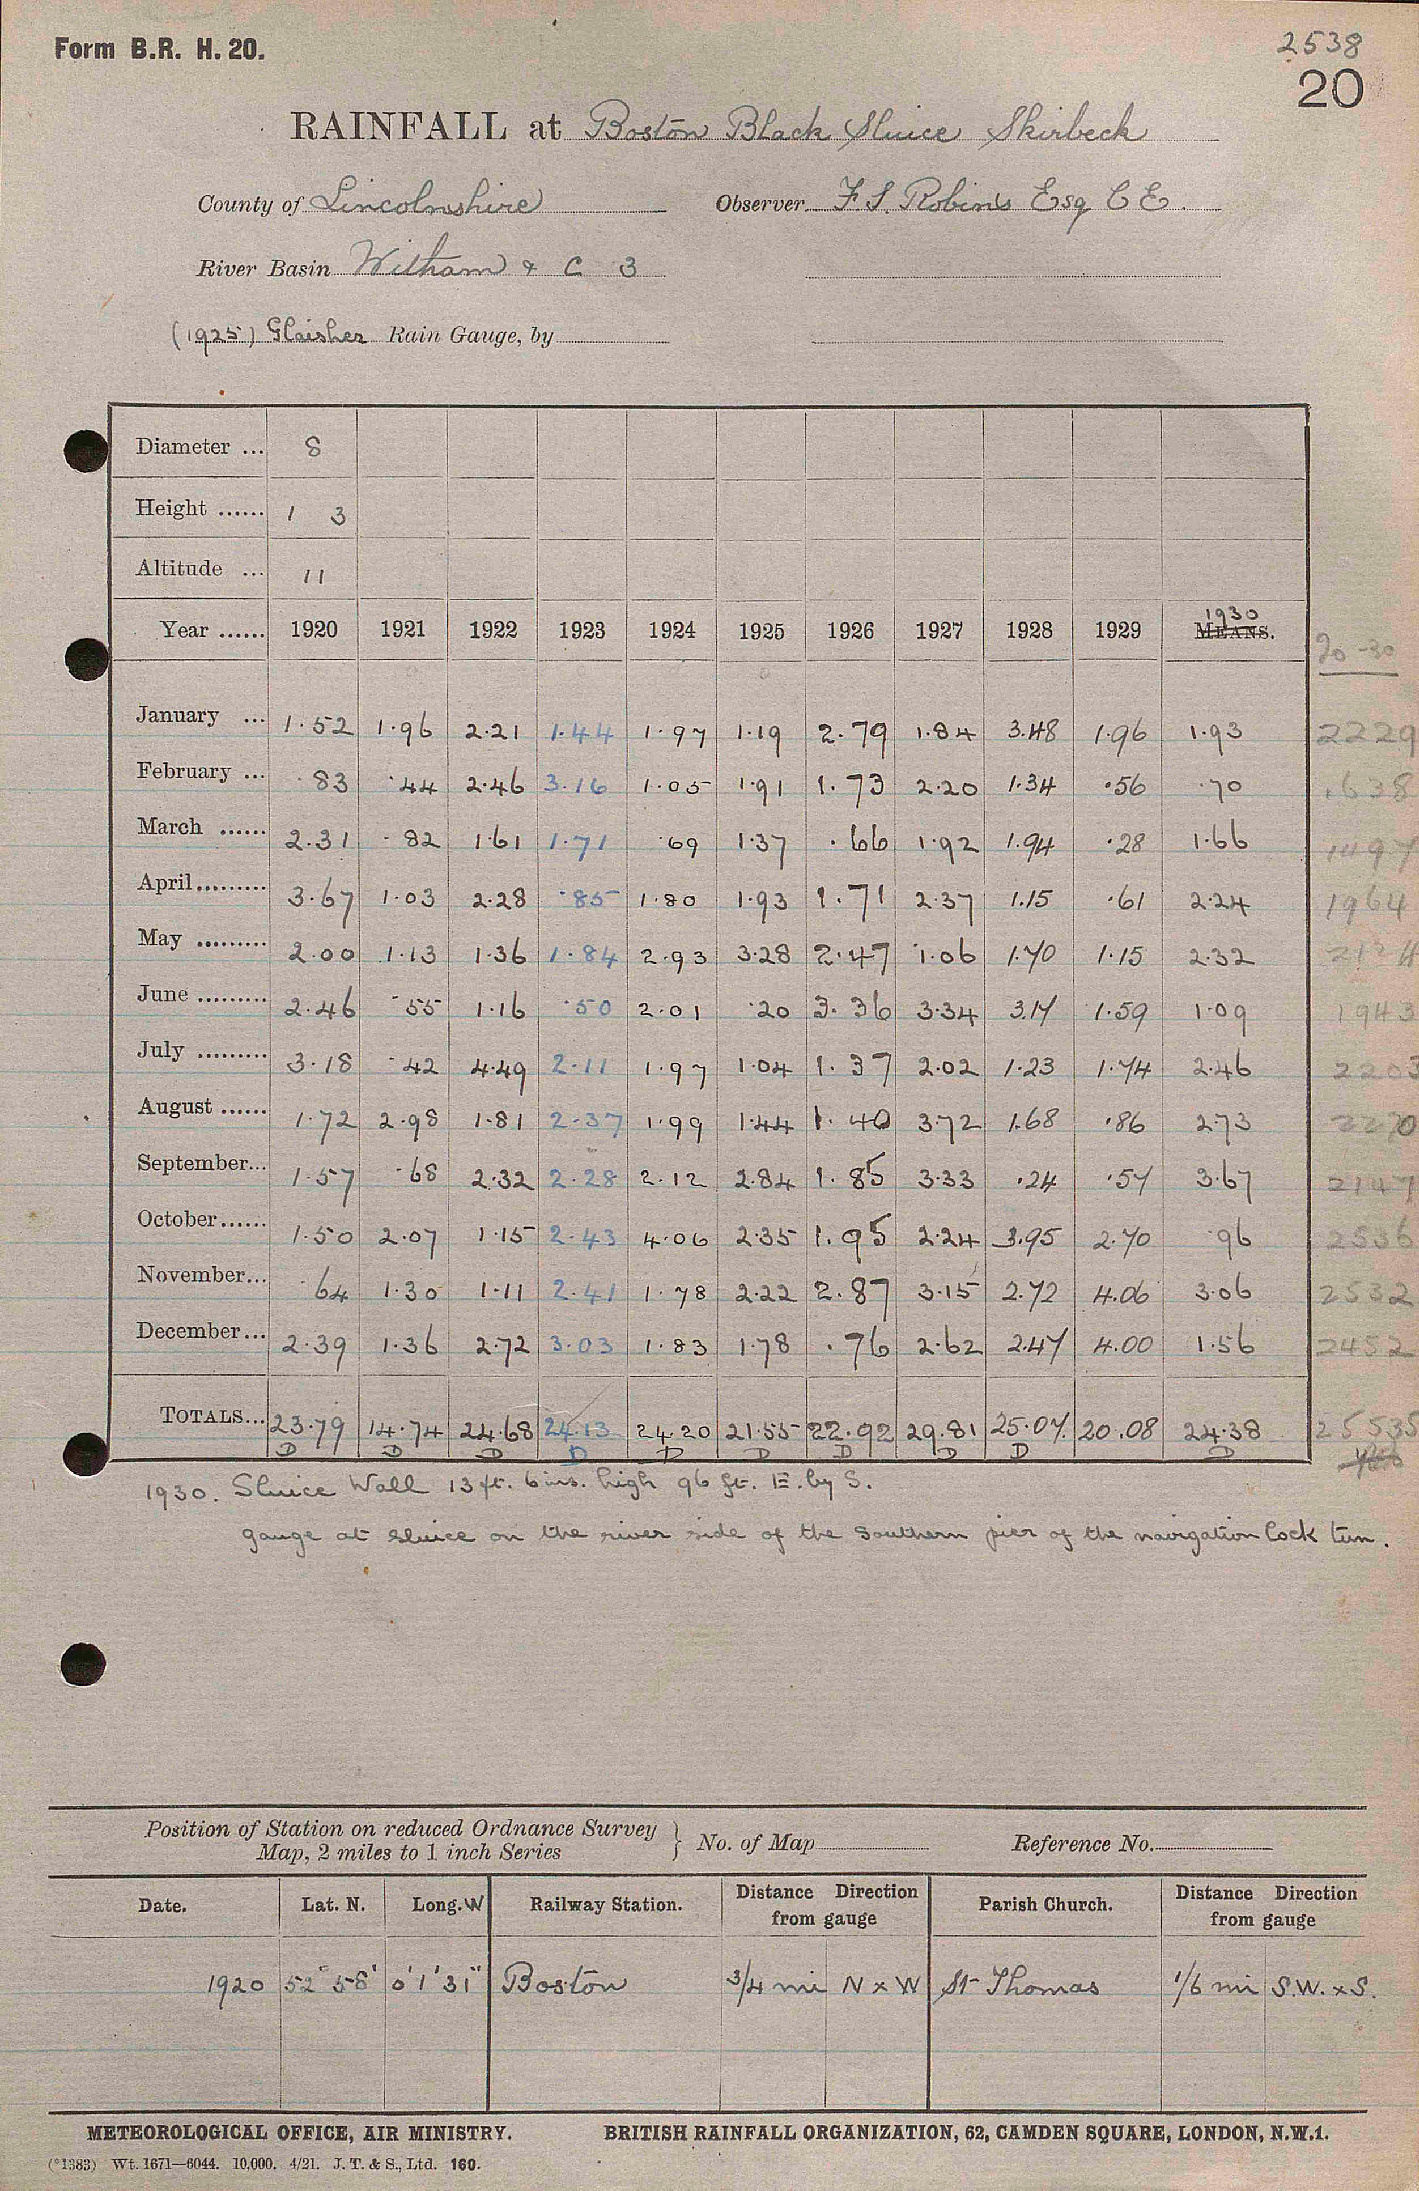 Form B.R. H. 20.
2538
20
RAINFALL at Boston Black Sluice Skirbeck
County of Lincolnshire Observer F. S. Robins Esq C E.
River Basin Witham & C 3
(1925) Glaisher Rain Gauge, by
Diameter ... 8
Height ...... 1 3
Altitude ... 11
Year ...... 1920 1921 1922 1923 1924 1925 1926 1927 1928 1929 1930 MEANS. 20-30
January ... 1.52 1.96 2.21 1.44 1.97 1.19 2.79 1.84 3.48 1.96 1.93 2229
February ... .83 .44 2.46 3.16 1.05 1.91 1.73 2.20 1.34 .56 .70 1638
March ...... 2.31 .82 1.61 1.71 .69 1.37 .66 1.92 1.94 .28 1.66 1497
April ......... 3.67 1.03 2.28 .85 1.80 1.93 1.71 2.37 1.15 .61 2.24 1964
May ......... 2.00 1.13 1.36 1.84 2.93 3.28 2.47 1.06 1.70 1.15 2.32 2124
June ......... 2.46 .55 1.16 .50 2.01 .20 3.36 3.34 3.17 1.59 1.09 1943
July ......... 3.18 .42 4.49 2.11 1.97 1.04 1.37 2.02 1.23 1.74 2.46 2203
August ...... 1.72 2.98 1.81 2.37 1.99 1.44 1.40 3.72 1.68 .86 2.73 2270
September... 1.57 .68 2.32 2.28 2.12 2.84 1.85 3.33 .24 .57 3.67 2147
October...... 1.50 2.07 1.15 2.43 4.06 2.35 1.95 2.24 3.95 2.70 .96 2536
November... .64 1.30 1.11 2.41 1.78 2.22 2.87 3.15 2.72 4.06 3.06 2532
December... 2.39 1.36 2.72 3.03 1.83 1.78 .76 2.62 2.47 4.00 1.56 2452
TOTALS... 23.79 14.74 24.68 24.13 24.20 21.55 22.92 29.81 25.07 20.08 24.38 25535
D D D D D D D D D D
1930. Sluice Wall 13 ft. 6 ins. high 96 ft. E. by S.
gauge at sluice on the river side of the southern pier of the navigation lock
Position of Station on reduced Ordnance Survey
Map, 2 miles to 1 inch Series } No. of Map Reference No.
Date. Lat. N. Long. W Railway Station. Distance Direction from gauge Parish Church. Distance Direction from gauge
1920 52° 58' 0° 1' 31" Boston 3/4 mi N x W St Thomas 1/6 mi S.W. x S.
METEOROLOGICAL OFFICE, AIR MINISTRY. BRITISH RAINFALL ORGANIZATION, 62, CAMDEN SQUARE, LONDON, N.W.1.
(*1383) Wt. 1671—6044. 10,000. 4/21. J. T. & S., Ltd. 160.